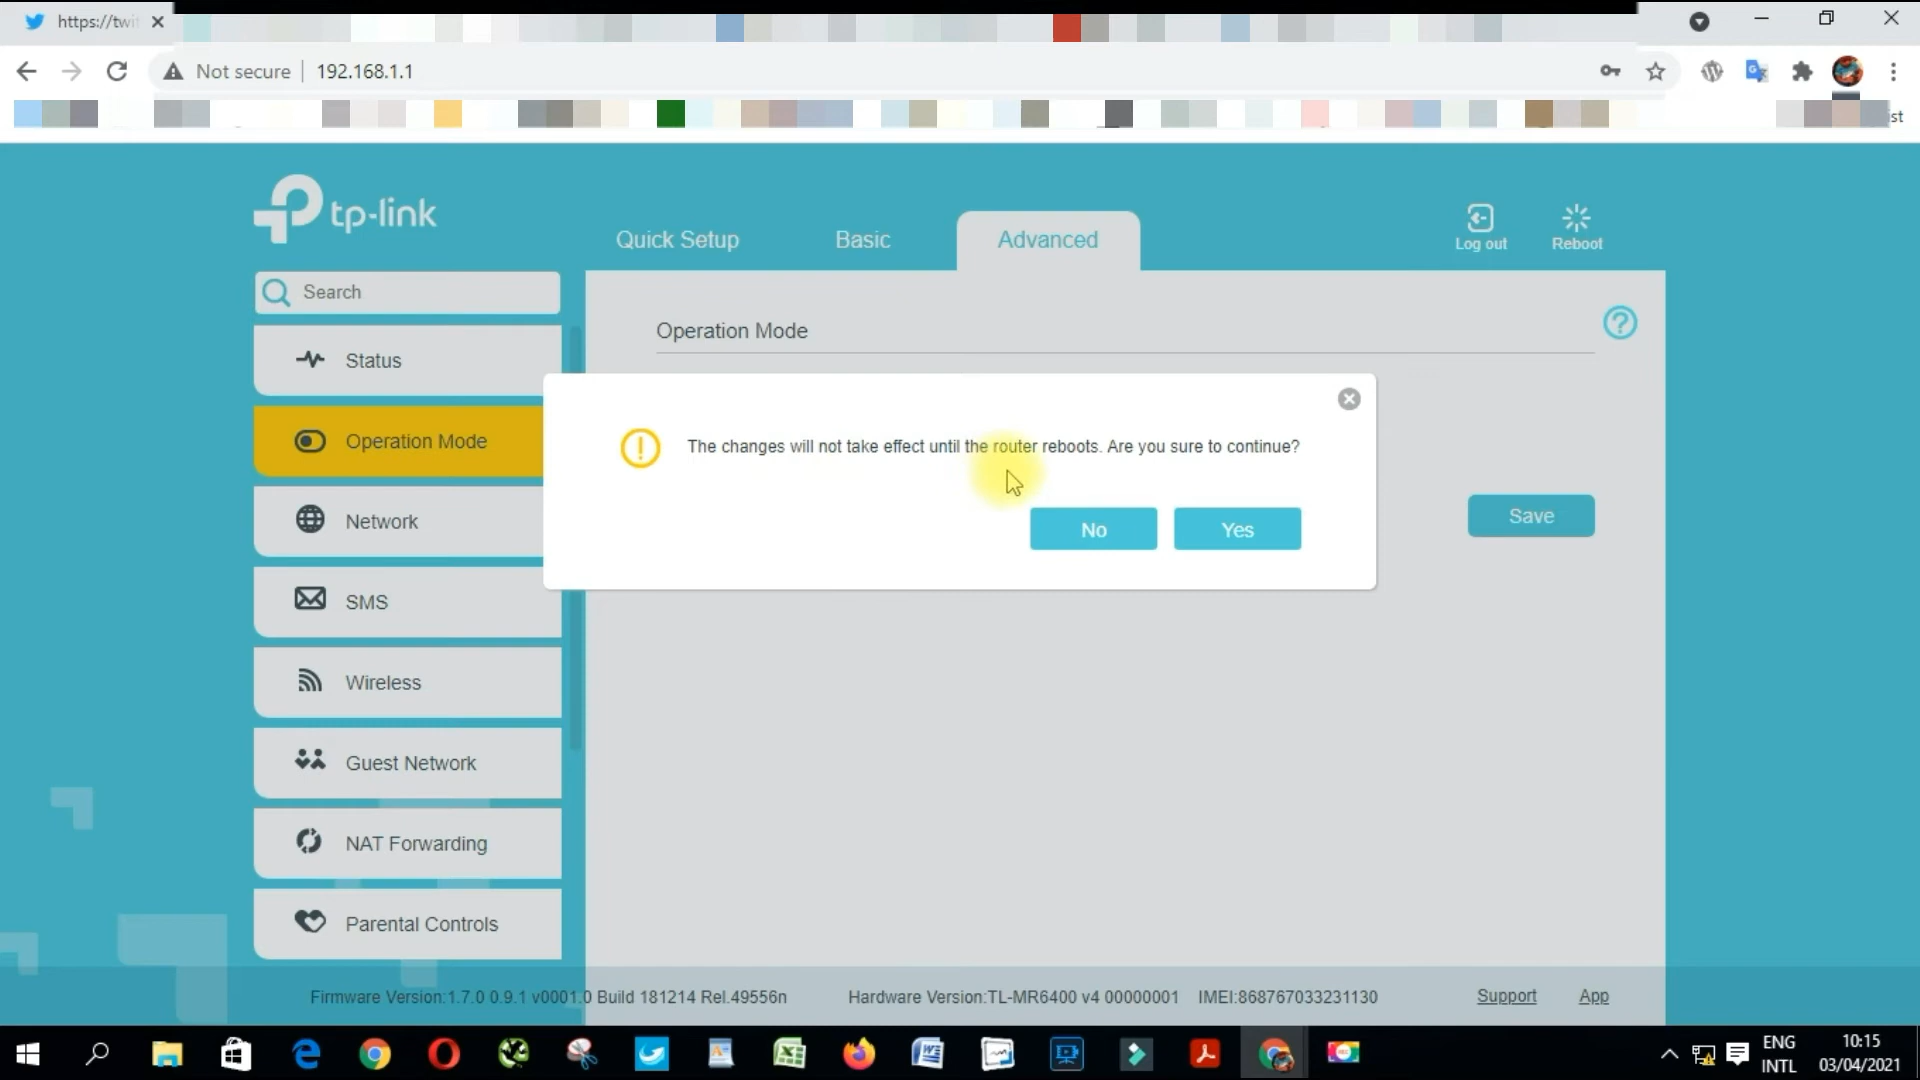 https://twi
Not secure
192.168.1.1
st
tp-link
Quick Setup
Basic
Advanced
Log out
Reboot
Search
Operation Mode
Status
Operation Mode
Network
SMS
Wireless
Guest Network
NAT Forwarding
Parental Controls
The changes will not take effect until the router reboots. Are you sure to continue?
No
Yes
Save
Firmware Version:1.7.0 0.9.1 v0001.0 Build 181214 Rel.49556n
Hardware Version:TL-MR6400 v4 00000001
IMEI:868767033231130
Support
App
ENG
INTL
10:15
03/04/2021